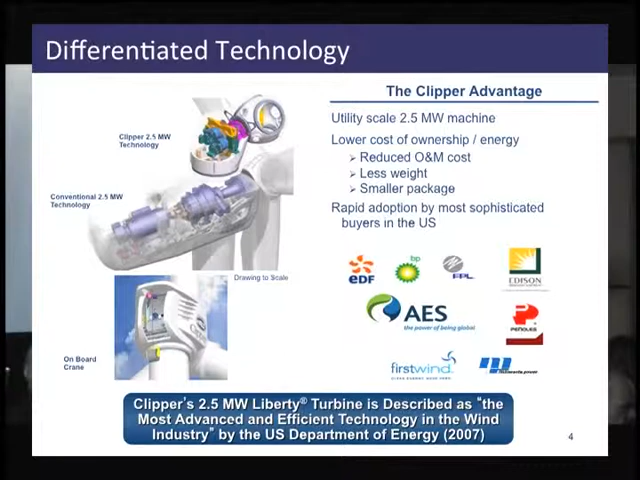 Differentiated Technology
The Clipper Advantage
Utility scale 2.5 MW machine
Lower cost of ownership / energy
Reduced O&M cost
Less weight
Smaller package
Rapid adoption by most sophisticated
buyers in the US
Clipper 2.5 MW
Technology
Conventional 2.5 MW
Technology
Drawing to Scale
On Board
Crane
eDF
bp
FPL
EDISON
AES
the power of being global
PEÑOLES
firstwind
Clipper's 2.5 MW Liberty® Turbine is Described as "the
Most Advanced and Efficient Technology in the Wind
Industry" by the US Department of Energy (2007)
4